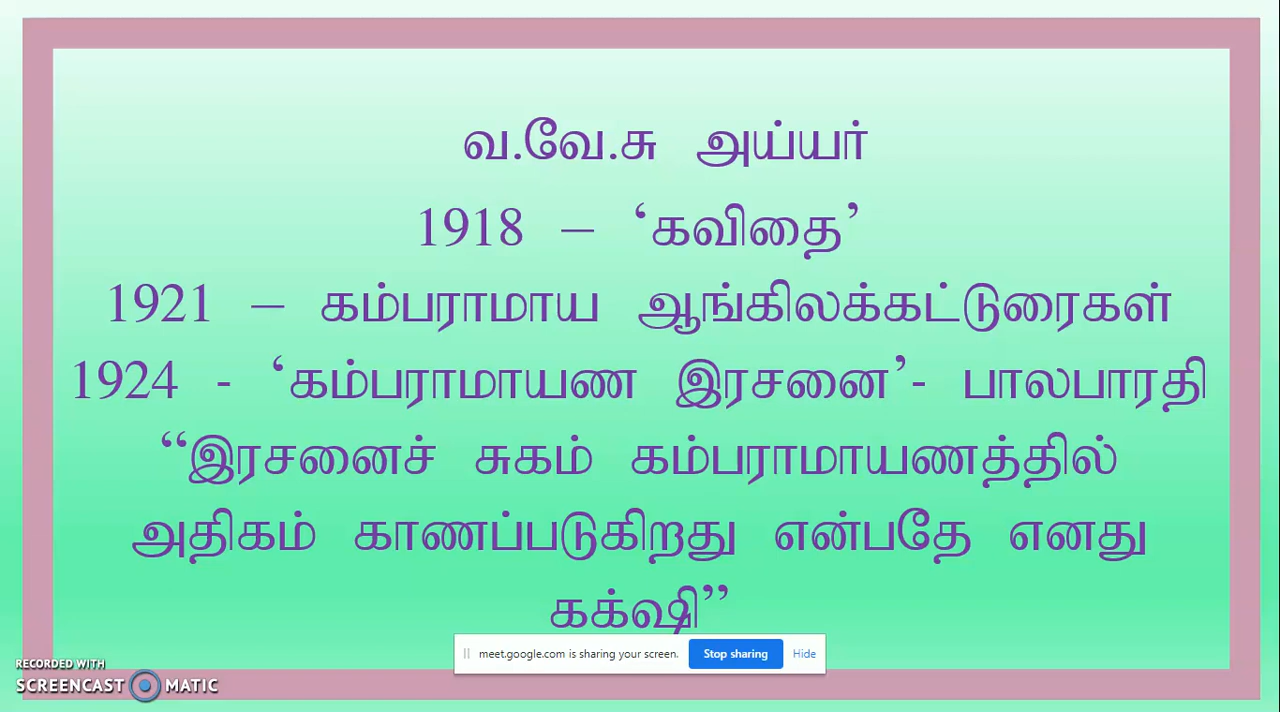 வ.வே.சு அய்யர்
1918 – ‘கவிதை’
1921 – கம்பராமாய ஆங்கிலக்கட்டுரைகள்
1924 - ‘கம்பராமாயண இரசனை’- பாலபாரதி
“இரசனைச் சுகம் கம்பராமாயணத்தில்
அதிகம் காணப்படுகிறது என்பதே எனது
கக்ஷி”
meet.google.com is sharing your screen. Stop sharing Hide
RECORDED WITH
SCREENCAST MATIC